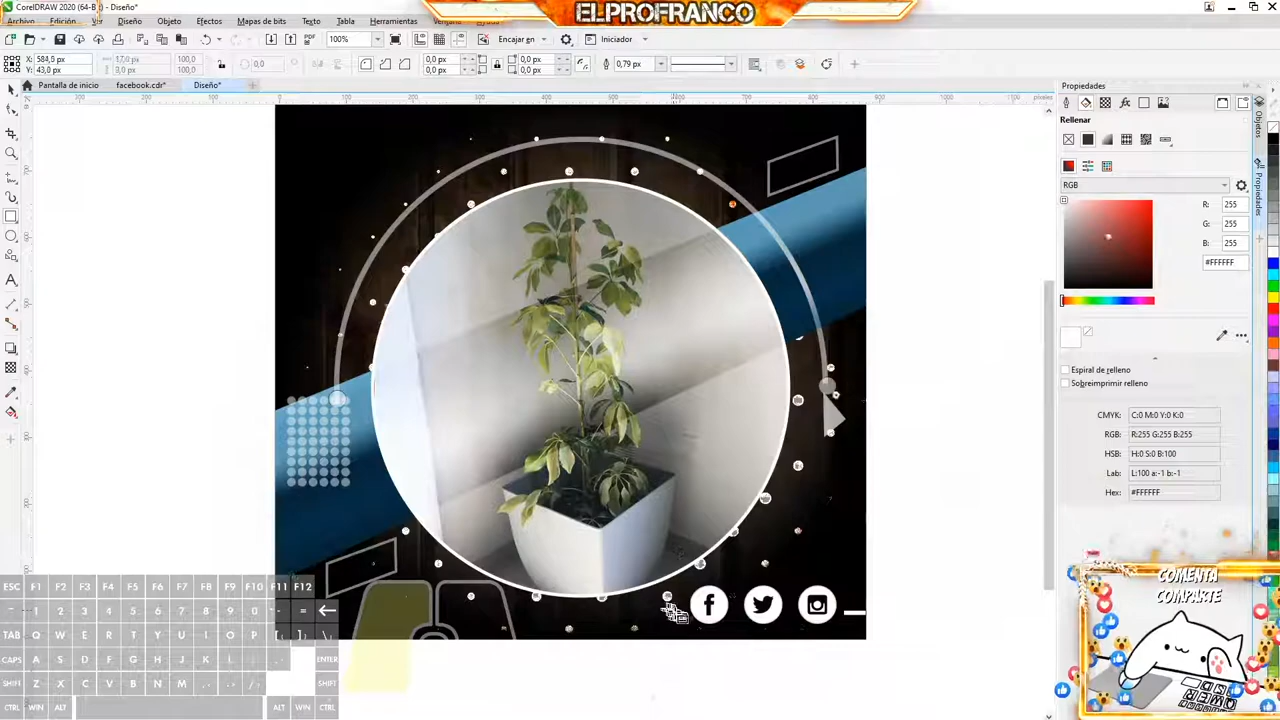 CorelDRAW 2020 (64-B
- Diseño*
ELPROFRANCO
Archivo Edición
Objeto Efectos Mapas de bits Texto Tabla Herramientas
100%
PDF
Encajar en
Iniciador
X: 584,5 px
Y: 43,0 px
100,0
100,0
0,0
0,0 px
0,0 px
0,0 px
0,0 px
0,79 px
Pantalla de inicio
facebook.cdr*
Diseño*
píxeles
Propiedades
Rellenar
RGB
R: 255
G: 255
B: 255
#FFFFFF
Espiral de relleno
Sobreimprimir relleno
CMYK: C:0 M:0 Y:0 K:0
RGB: R:255 G:255 B:255
HSB: H:0 S:0 B:100
Lab: L:100 a:-1 b:-1
Hex: #FFFFFF
Objetos
Propiedades
ESC F1 F2 F3 F4 F5 F6 F7 F8 F9 F10 F11 F12
1 2 3 4 5 6 7 8 9 0 - =
TAB Q W E R T Y U I O P [ ] \
CAPS A S D F G H J K L ENTER
SHIFT Z X C V B N M SHIFT
CTRL WIN ALT ALT WIN CTRL
COMENTA
COMPARTE